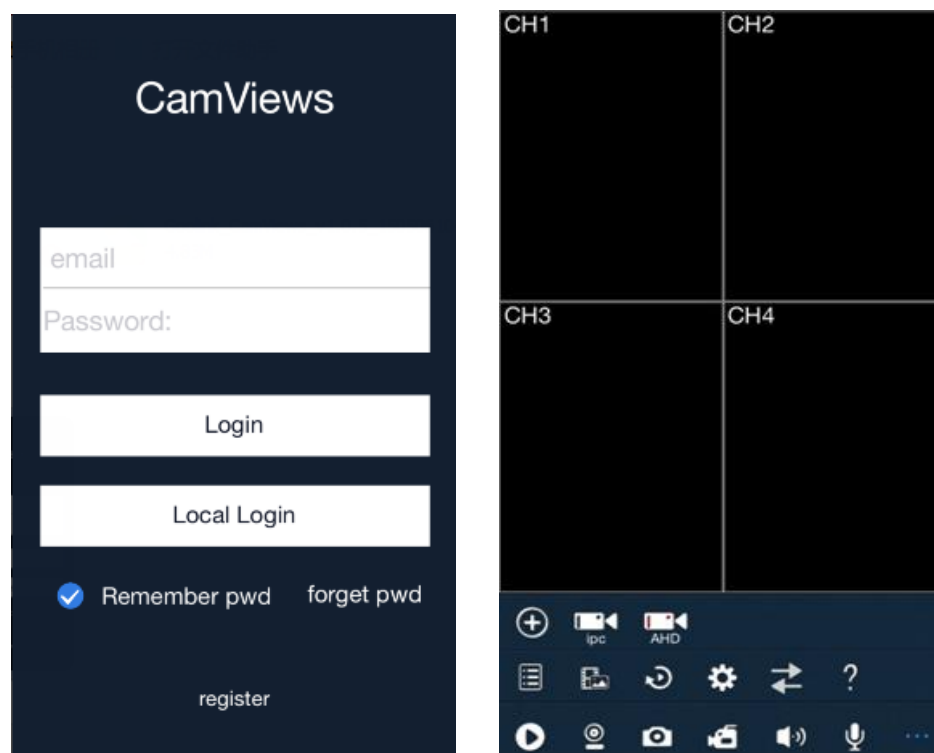 CamViews
email
Password:
Login
Local Login
Remember pwd forget pwd
register
CH1 CH2
CH3 CH4
ipc AHD
?